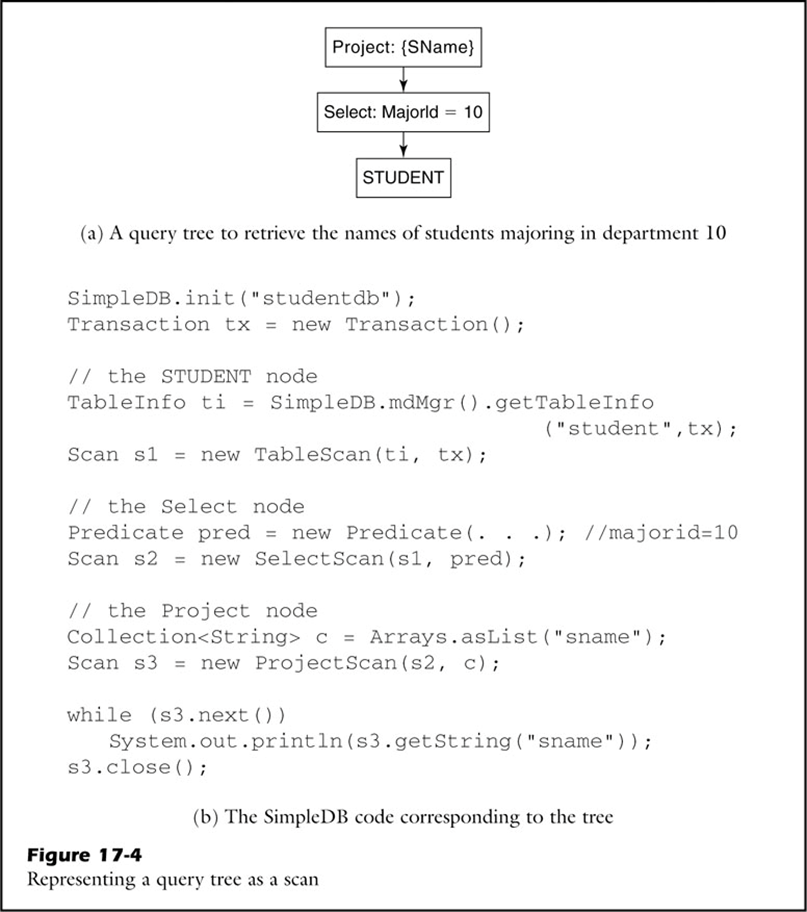 Project: {SName}
Select: MajorId = 10
STUDENT
(a) A query tree to retrieve the names of students majoring in department 10
SimpleDB.init("studentdb");
Transaction tx = new Transaction();
// the STUDENT node
TableInfo ti = SimpleDB.mdMgr().getTableInfo
("student",tx);
Scan s1 = new TableScan(ti, tx);
// the Select node
Predicate pred = new Predicate(. . .); //majorid=10
Scan s2 = new SelectScan(s1, pred);
// the Project node
Collection<String> c = Arrays.asList("sname");
Scan s3 = new ProjectScan(s2, c);
while (s3.next())
System.out.println(s3.getString("sname"));
s3.close();
(b) The SimpleDB code corresponding to the tree
Figure 17-4
Representing a query tree as a scan